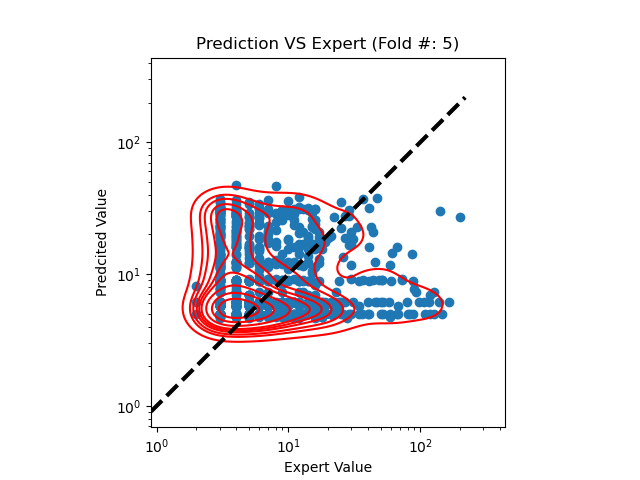 Prediction VS Expert (Fold #: 5)
Predcited Value
10²
10¹
10⁰
10⁰ 10¹ 10²
Expert Value